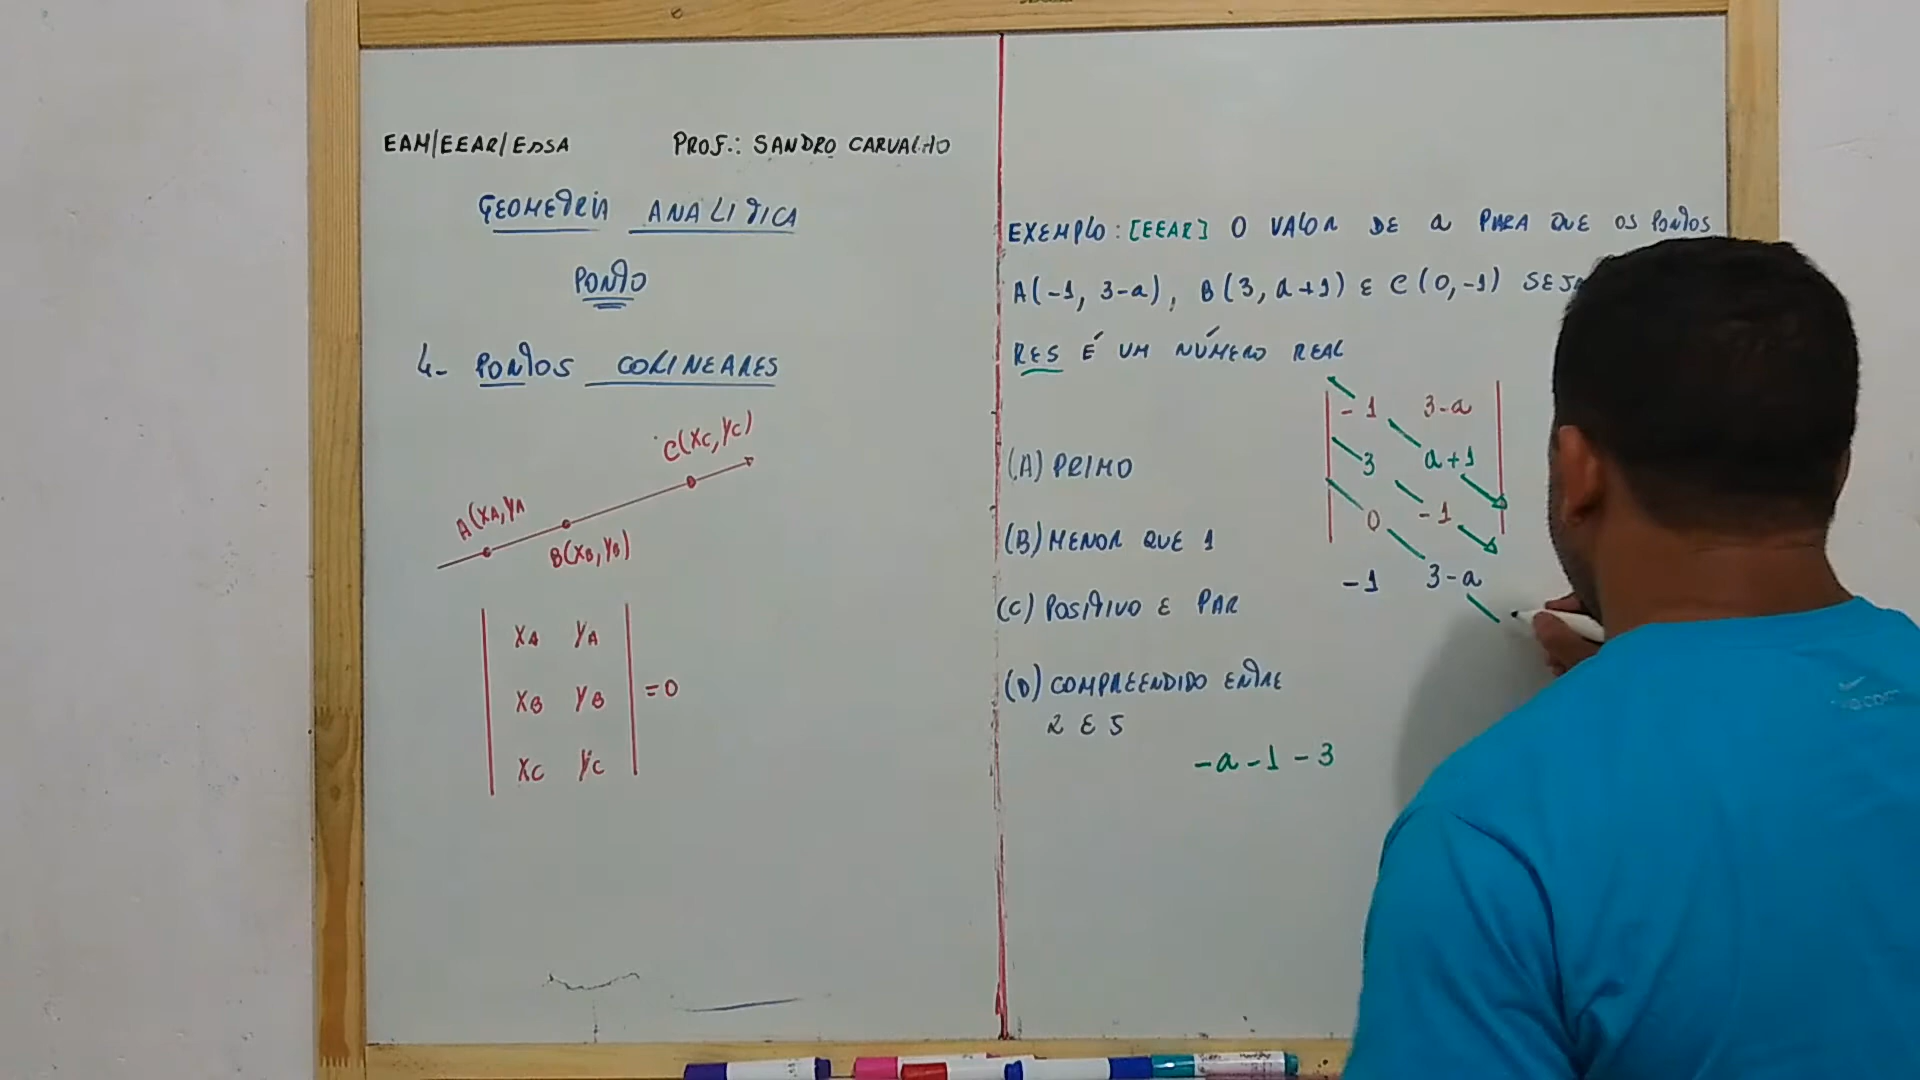 EAM/EEAR/EsSA PROF.: SANDRO CARVALHO
GEOMETRIA ANALITICA
PONTO
4- PONTOS COLINEARES
C(XC, YC)
A(XA, YA
B(XB, YB)
XA YA
XB YB =0
XC YC
EXEMPLO: [EEAR] O VALOR DE a PARA QUE OS PONTOS
A(-1, 3-a), B(3, a+1) E C(0,-1) SEJA
RES É UM NÚMERO REAL
-1 3-a
3 a+1
0 -1
-1 3-a
(A) PRIMO
(B) MENOR QUE 1
(C) POSITIVO E PAR
(D) COMPREENDIDO ENTRE
2 E 5
-a-1-3